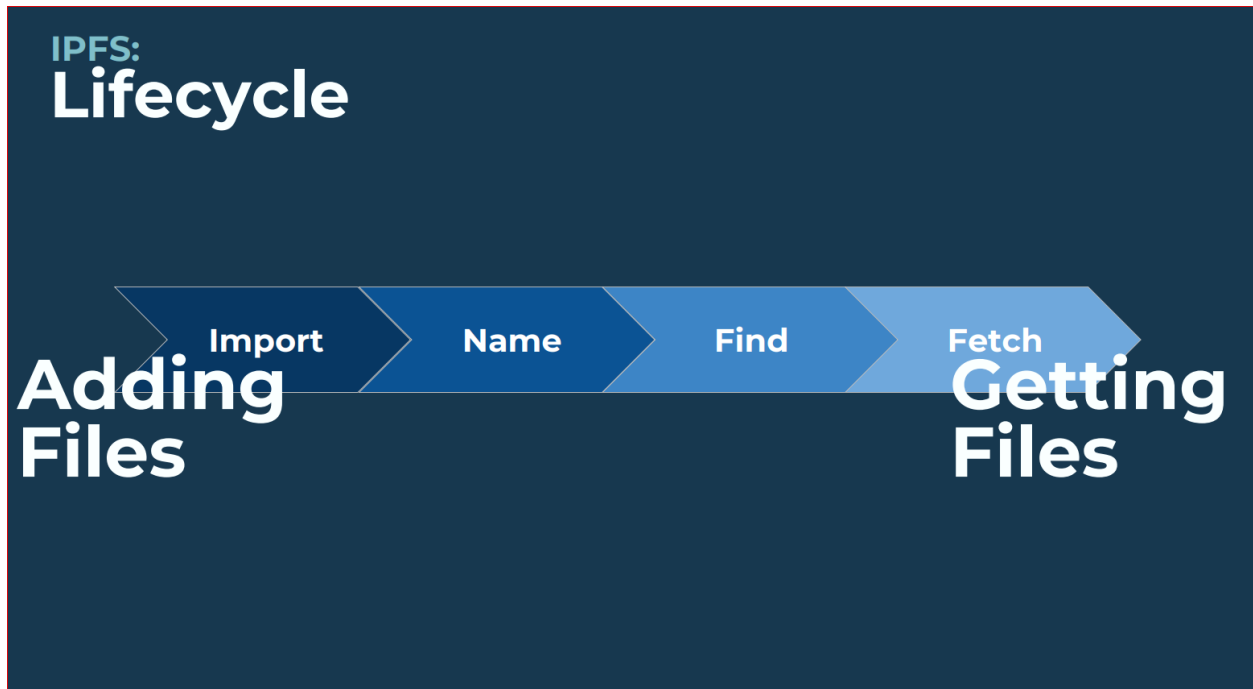 IPFS:
Lifecycle
Import Name Find Fetch
Adding
Files
Getting
Files